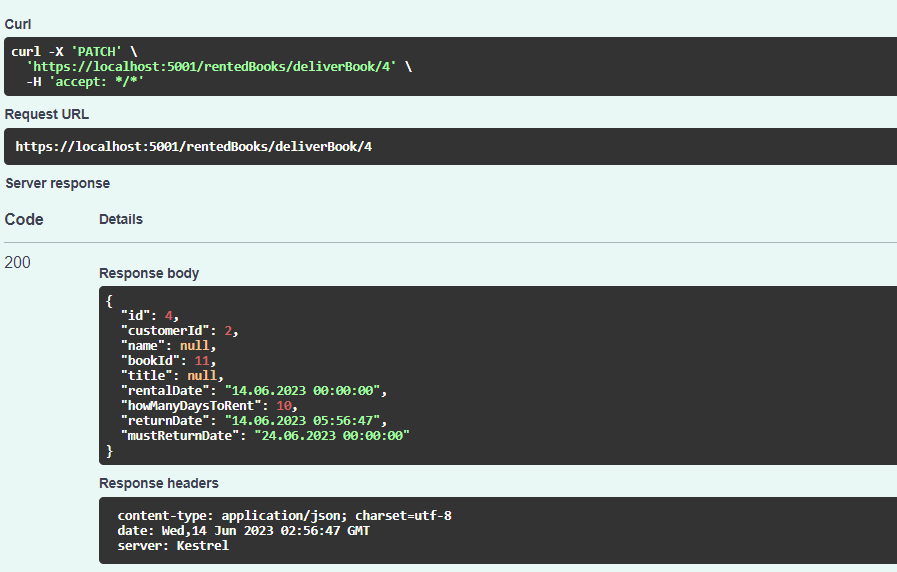 Curl
curl -X 'PATCH' \
  'https://localhost:5001/rentedBooks/deliverBook/4' \
  -H 'accept: */*'
Request URL
https://localhost:5001/rentedBooks/deliverBook/4
Server response
Code Details
200
Response body
{
  "id": 4,
  "customerId": 2,
  "name": null,
  "bookId": 11,
  "title": null,
  "rentalDate": "14.06.2023 00:00:00",
  "howManyDaysToRent": 10,
  "returnDate": "14.06.2023 05:56:47",
  "mustReturnDate": "24.06.2023 00:00:00"
}
Response headers
content-type: application/json; charset=utf-8
date: Wed,14 Jun 2023 02:56:47 GMT
server: Kestrel